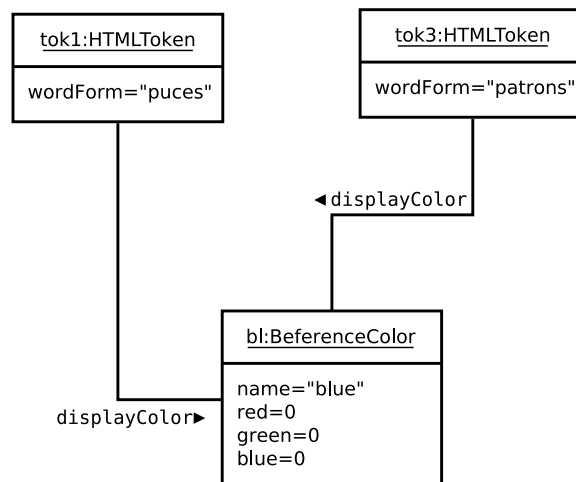 tok1:HTMLToken
wordForm="puces"
tok3:HTMLToken
wordForm="patrons"
◄ displayColor
bl:BeferenceColor
name="blue"
red=0
green=0
blue=0
displayColor►